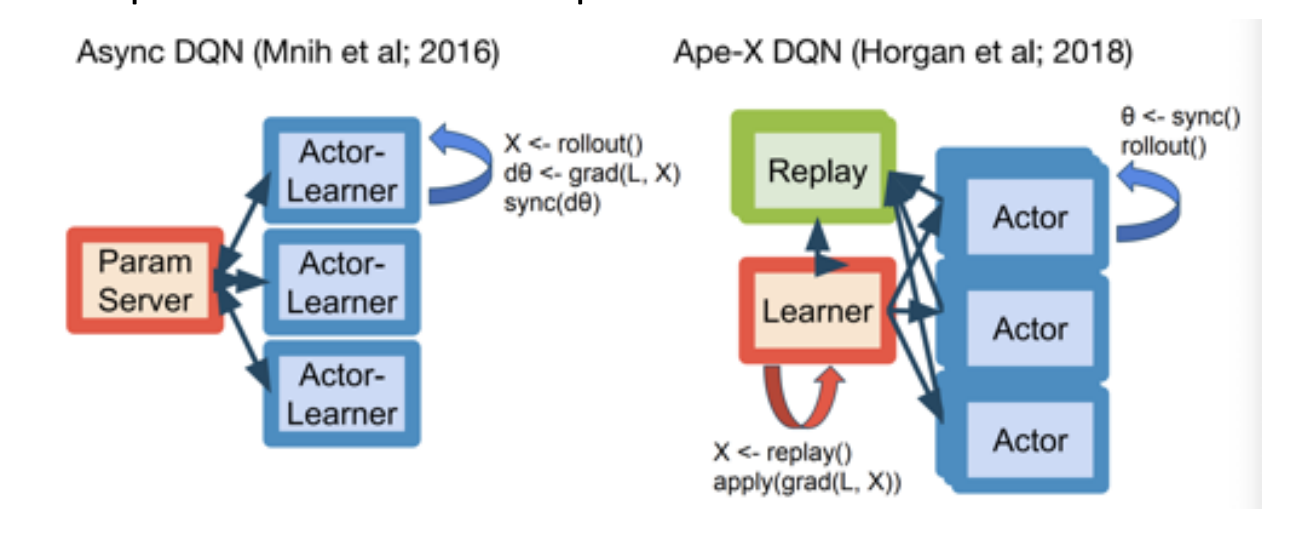 Async DQN (Mnih et al; 2016)
Actor-
Learner
X <- rollout()
dθ <- grad(L, X)
sync(dθ)
Param
Server
Actor-
Learner
Actor-
Learner
Ape-X DQN (Horgan et al; 2018)
Replay
θ <- sync()
rollout()
Actor
Learner
Actor
Actor
X <- replay()
apply(grad(L, X))